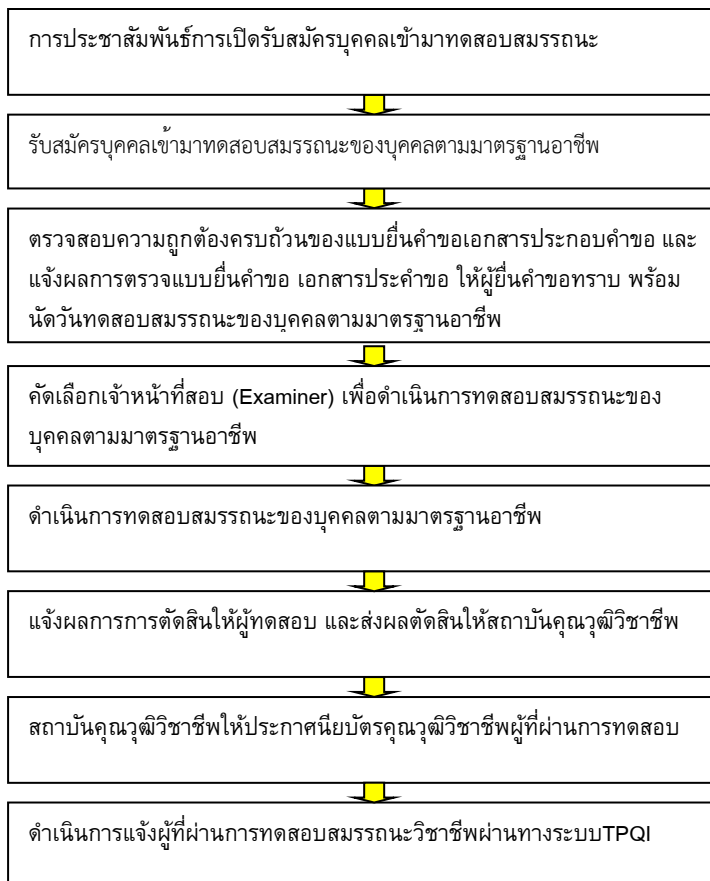 การประชาสัมพันธ์การเปิดรับสมัครบุคคลเข้ามาทดสอบสมรรถนะ
รับสมัครบุคคลเข้ามาทดสอบสมรรถนะของบุคคลตามมาตรฐานอาชีพ
ตรวจสอบความถูกต้องครบถ้วนของแบบยื่นคำขอเอกสารประกอบคำขอ และ
แจ้งผลการตรวจแบบยื่นคำขอ เอกสารประคำขอ ให้ผู้ยื่นคำขอทราบ พร้อม
นัดวันทดสอบสมรรถนะของบุคคลตามมาตรฐานอาชีพ
คัดเลือกเจ้าหน้าที่สอบ (Examiner) เพื่อดำเนินการทดสอบสมรรถนะของ
บุคคลตามมาตรฐานอาชีพ
ดำเนินการทดสอบสมรรถนะของบุคคลตามมาตรฐานอาชีพ
แจ้งผลการการตัดสินให้ผู้ทดสอบ และส่งผลตัดสินให้สถาบันคุณวุฒิวิชาชีพ
สถาบันคุณวุฒิวิชาชีพให้ประกาศนียบัตรคุณวุฒิวิชาชีพผู้ที่ผ่านการทดสอบ
ดำเนินการแจ้งผู้ที่ผ่านการทดสอบสมรรถนะวิชาชีพผ่านทางระบบTPQI